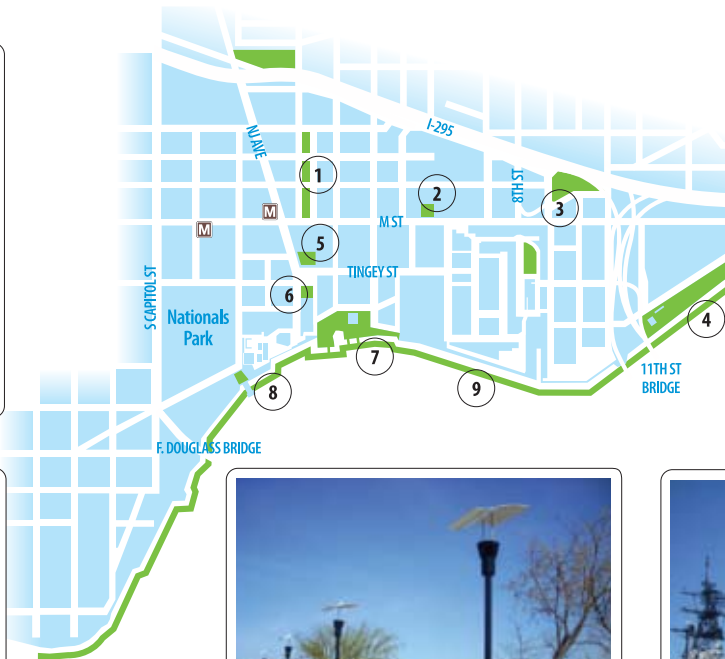 I-295
NJ AVE
1
2
8TH ST
3
M
M
M ST
5
TINGEY ST
S CAPITOL ST
6
Nationals
Park
4
7
11TH ST
BRIDGE
8
9
F. DOUGLASS BRIDGE